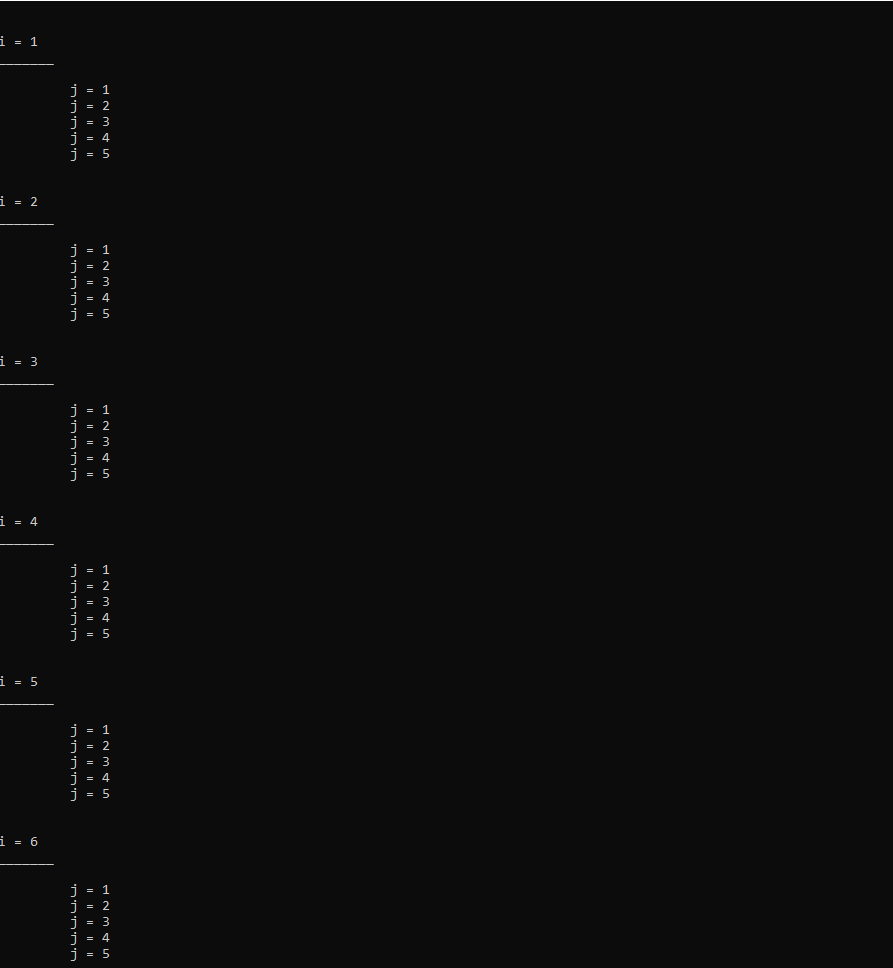 i = 1
_______
j = 1
j = 2
j = 3
j = 4
j = 5
i = 2
_______
j = 1
j = 2
j = 3
j = 4
j = 5
i = 3
_______
j = 1
j = 2
j = 3
j = 4
j = 5
i = 4
_______
j = 1
j = 2
j = 3
j = 4
j = 5
i = 5
_______
j = 1
j = 2
j = 3
j = 4
j = 5
i = 6
_______
j = 1
j = 2
j = 3
j = 4
j = 5